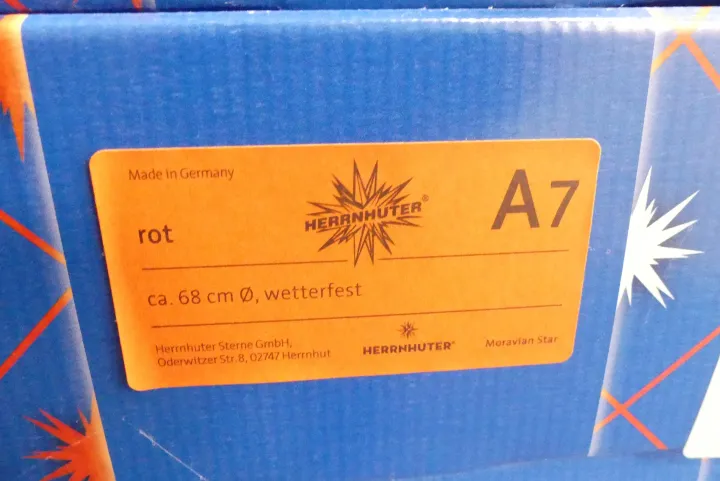 Made in Germany
HERRNHUTER®
A7
rot
ca. 68 cm Ø, wetterfest
Herrnhuter Sterne GmbH,
Oderwitzer Str. 8, 02747 Herrnhut
HERRNHUTER®
Moravian Star